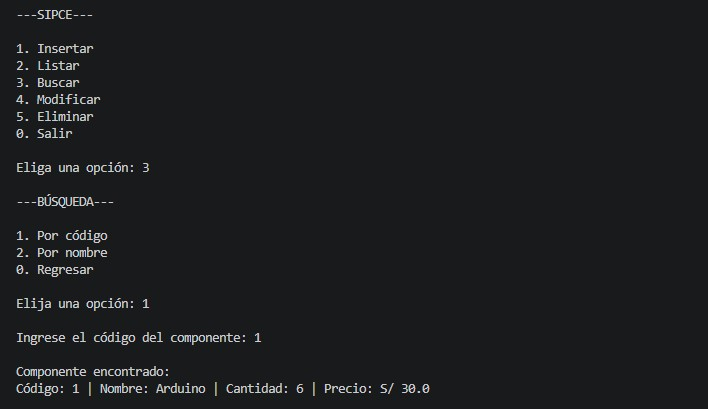 ---SIPCE---
1. Insertar
2. Listar
3. Buscar
4. Modificar
5. Eliminar
0. Salir
Eliga una opción: 3
---BÚSQUEDA---
1. Por código
2. Por nombre
0. Regresar
Elija una opción: 1
Ingrese el código del componente: 1
Componente encontrado:
Código: 1 | Nombre: Arduino | Cantidad: 6 | Precio: S/ 30.0